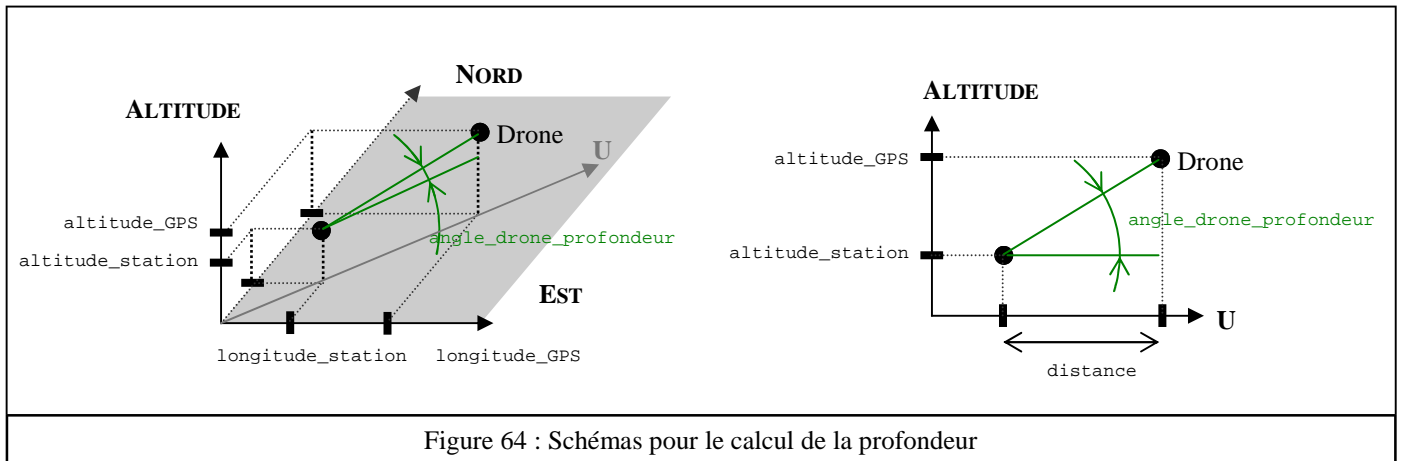 NORD
ALTITUDE
Drone
U
altitude_GPS
angle_drone_profondeur
altitude_station
EST
longitude_station
longitude_GPS
ALTITUDE
altitude_GPS
Drone
angle_drone_profondeur
altitude_station
U
distance
Figure 64 : Schémas pour le calcul de la profondeur